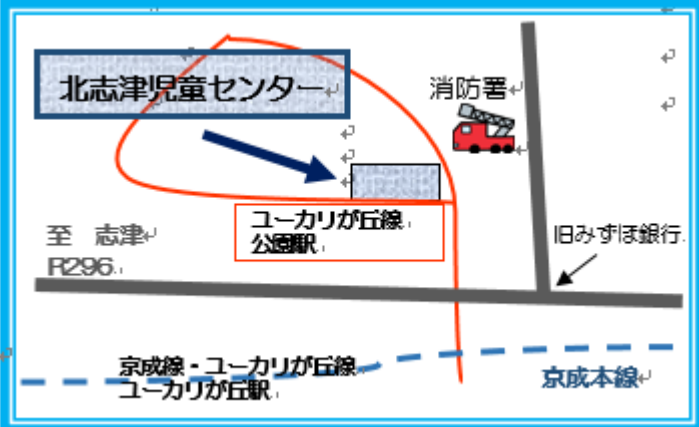 北志津児童センター
消防署
ユーカリが丘線
公園駅
至 志津
R296
旧みずほ銀行
京成線・ユーカリが丘線
ユーカリが丘駅
京成本線